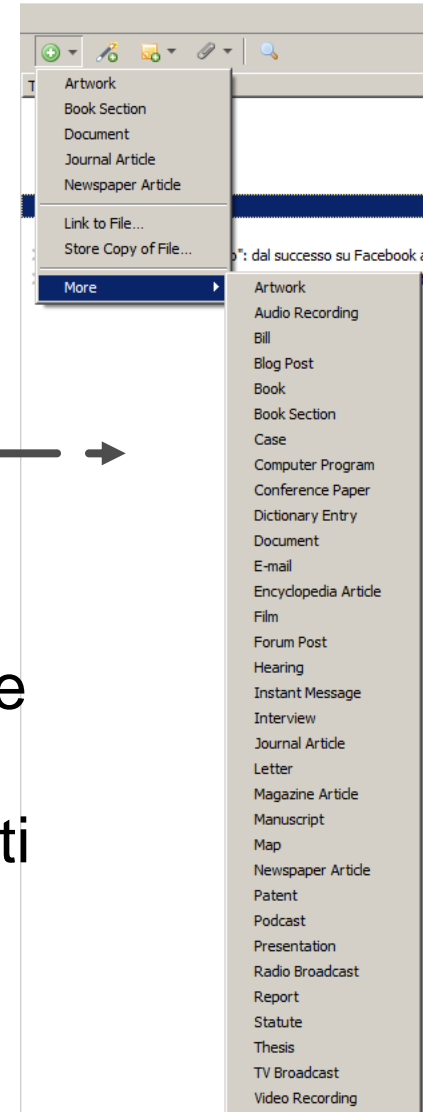 T
Artwork
Book Section
Document
Journal Article
Newspaper Article
Link to File...
Store Copy of File...
": dal successo su Facebook
More
Artwork
Audio Recording
Bill
Blog Post
Book
Book Section
Case
Computer Program
Conference Paper
Dictionary Entry
Document
E-mail
Encyclopedia Article
Film
Forum Post
Hearing
Instant Message
Interview
Journal Article
Letter
Magazine Article
Manuscript
Map
Newspaper Article
Patent
Podcast
Presentation
Radio Broadcast
Report
Statute
Thesis
TV Broadcast
Video Recording
e
ti